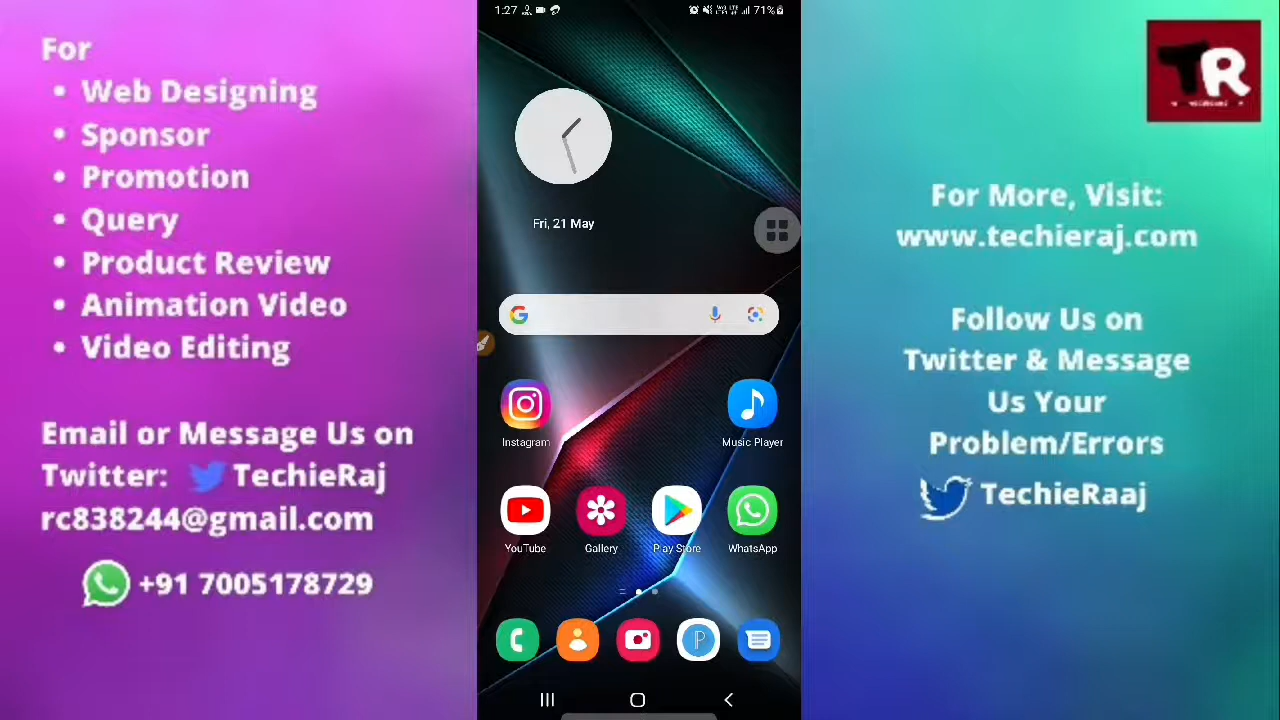 For
• Web Designing
• Sponsor
• Promotion
• Query
• Product Review
• Animation Video
• Video Editing
Email or Message Us on
Twitter: TechieRaj
rc838244@gmail.com
+91 7005178729
1:27
71%
Fri, 21 May
Instagram
Music Player
YouTube
Gallery
Play Store
WhatsApp
TR
For More, Visit:
www.techieraj.com
Follow Us on
Twitter & Message
Us Your
Problem/Errors
TechieRaaj